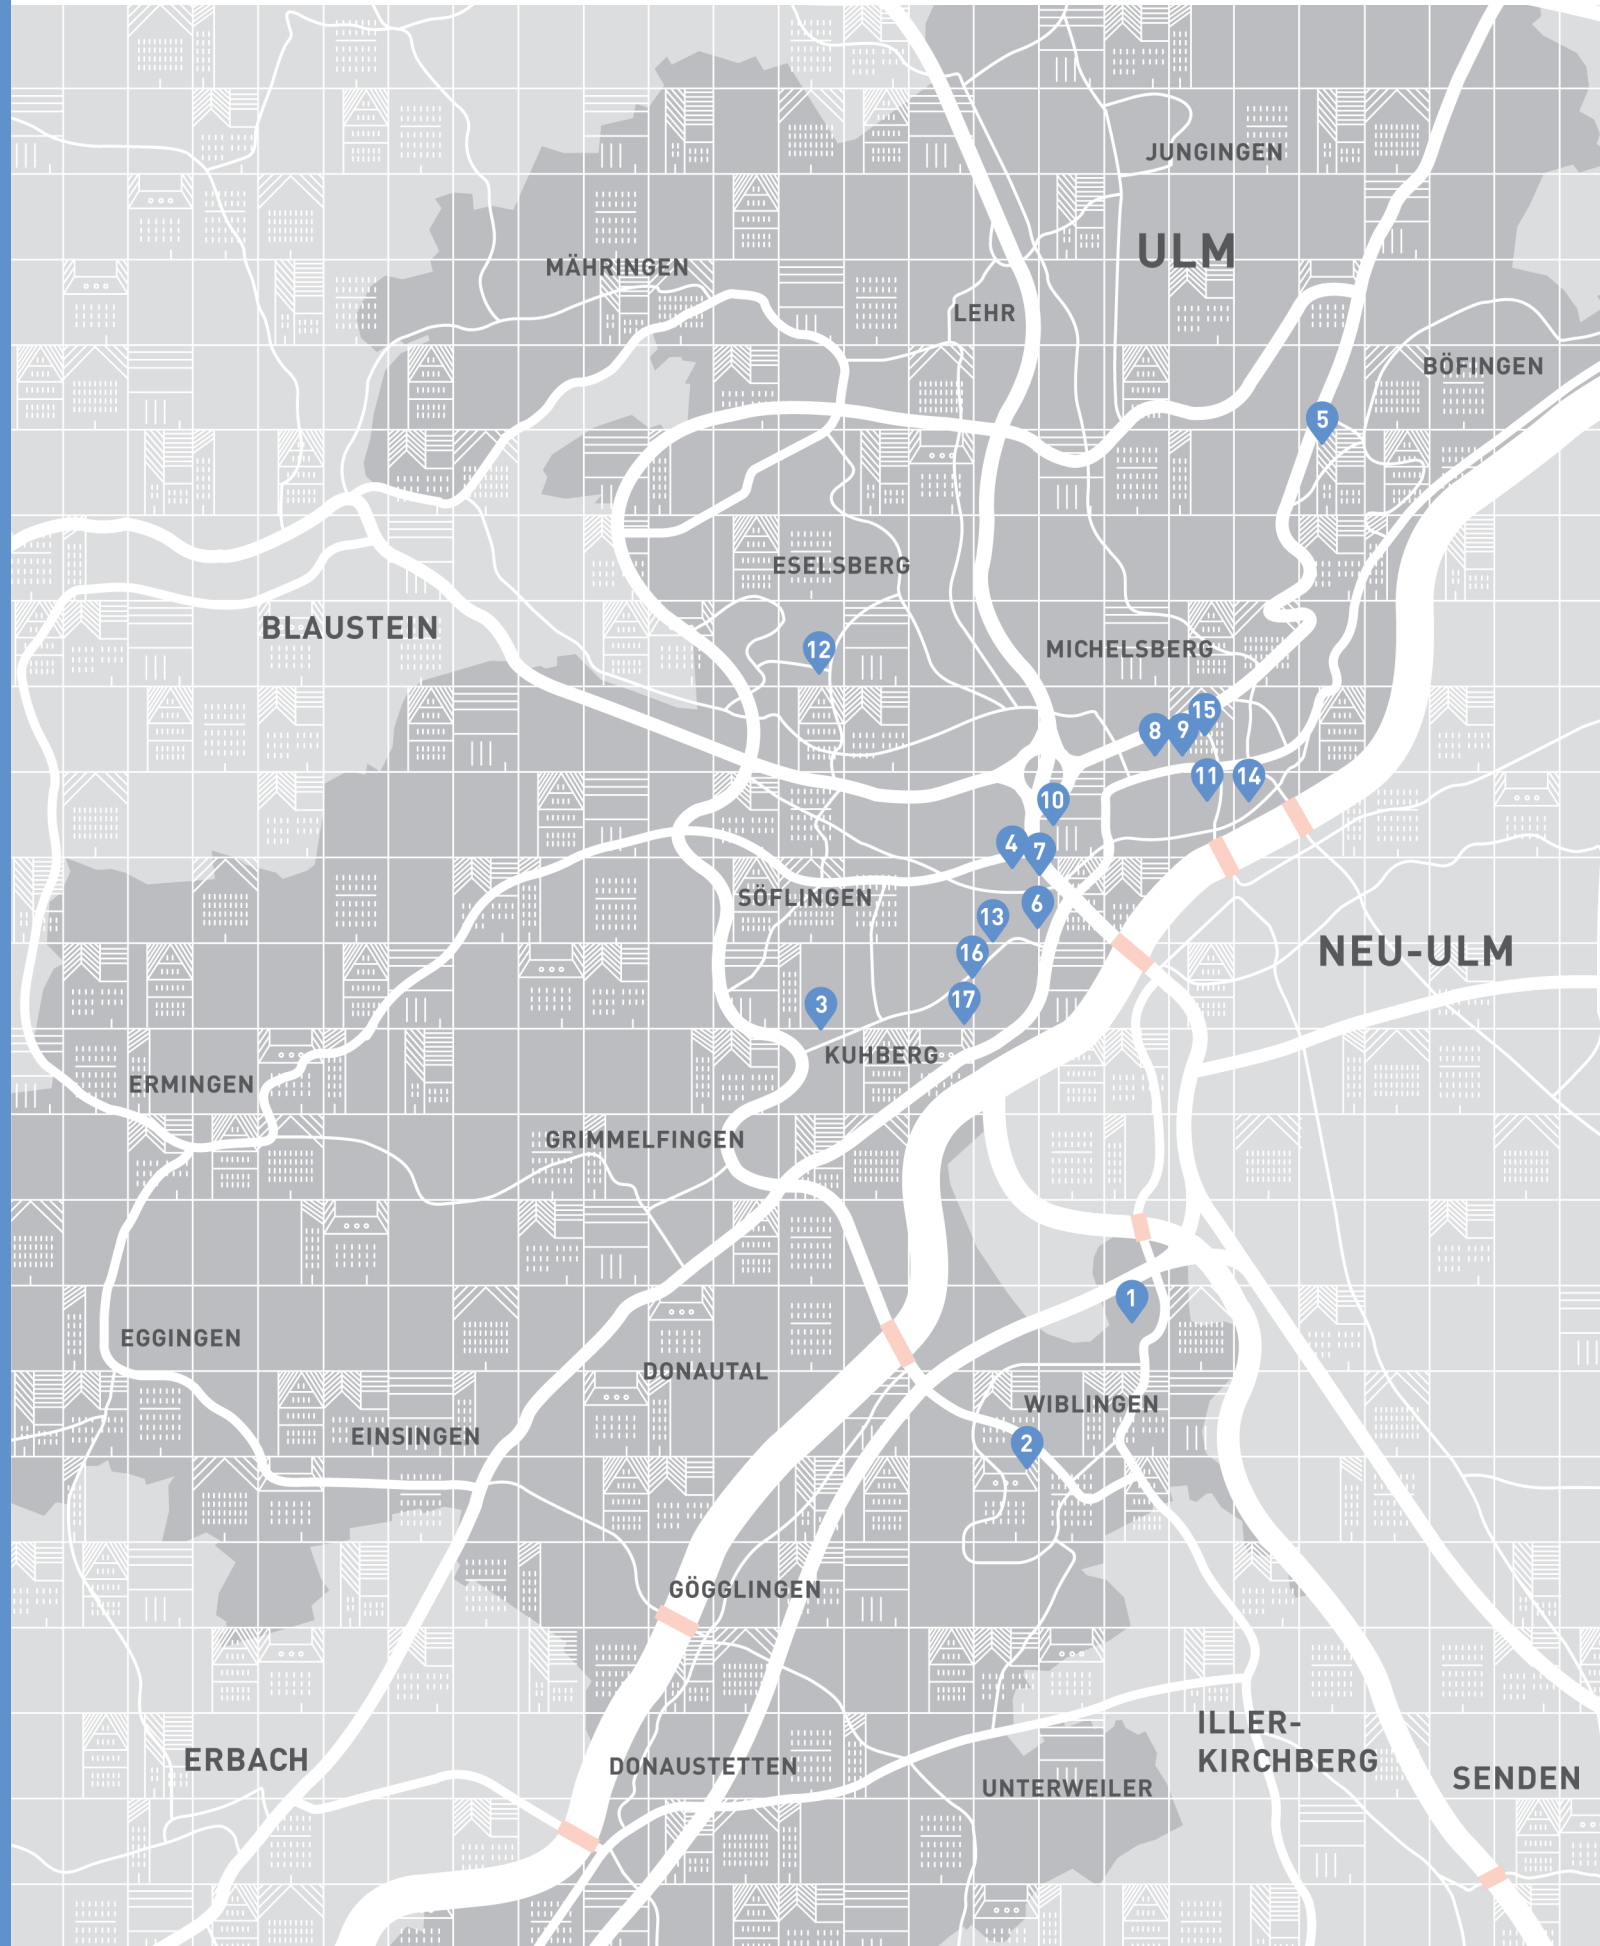 JUNGINGEN
ULM
MÄHRINGEN
LEHR
BÖFINGEN
5
ESELSBERG
BLAUSTEIN
12
MICHELSBERG
15
8
9
11
14
10
4
7
SÖFLINGEN
6
13
NEU-ULM
16
17
3
KUHBERG
ERMINGEN
GRIMMELFINGEN
1
EGGINGEN
DONAUTAL
WIBLINGEN
EINSINGEN
2
GÖGGLINGEN
ILLER-
KIRCHBERG
ERBACH
DONAUSTETTEN
SENDEN
UNTERWEILER